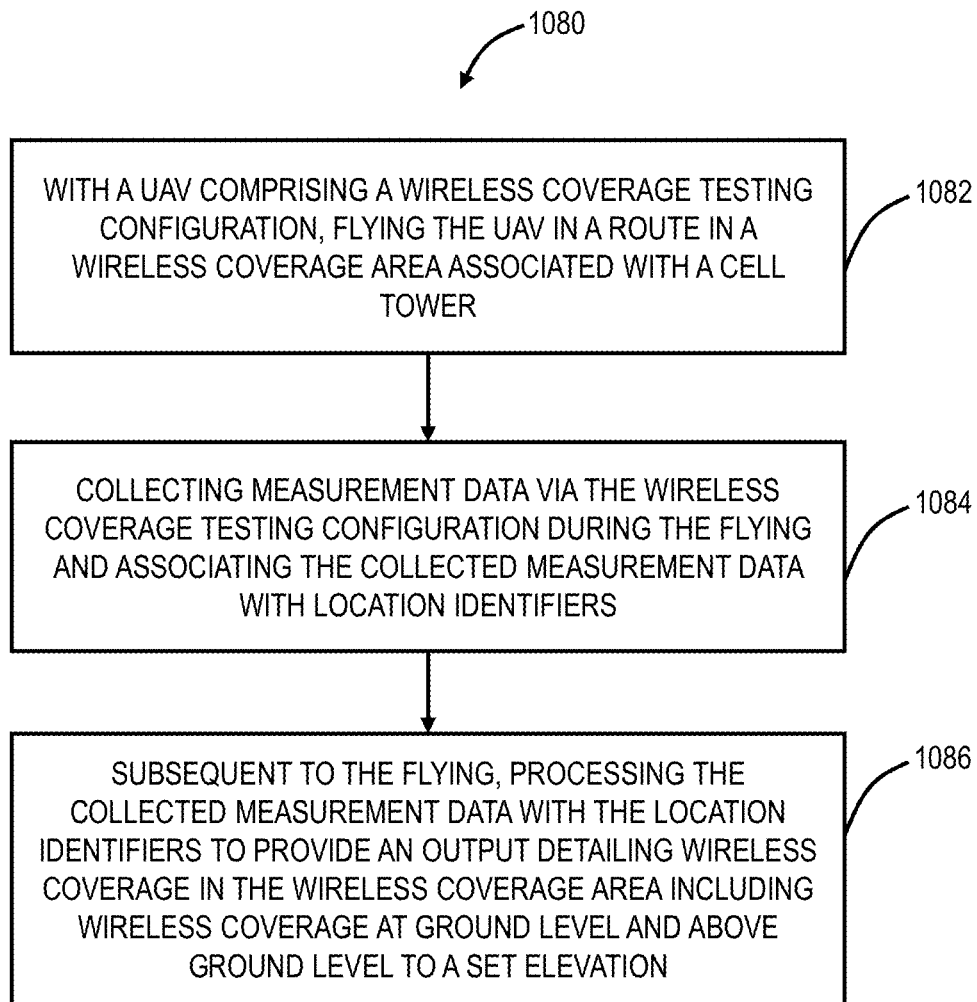 1080
WITH A UAV COMPRISING A WIRELESS COVERAGE TESTING
CONFIGURATION, FLYING THE UAV IN A ROUTE IN A
WIRELESS COVERAGE AREA ASSOCIATED WITH A CELL
TOWER
1082
COLLECTING MEASUREMENT DATA VIA THE WIRELESS
COVERAGE TESTING CONFIGURATION DURING THE FLYING
AND ASSOCIATING THE COLLECTED MEASUREMENT DATA
WITH LOCATION IDENTIFIERS
1084
SUBSEQUENT TO THE FLYING, PROCESSING THE
COLLECTED MEASUREMENT DATA WITH THE LOCATION
IDENTIFIERS TO PROVIDE AN OUTPUT DETAILING WIRELESS
COVERAGE IN THE WIRELESS COVERAGE AREA INCLUDING
WIRELESS COVERAGE AT GROUND LEVEL AND ABOVE
GROUND LEVEL TO A SET ELEVATION
1086